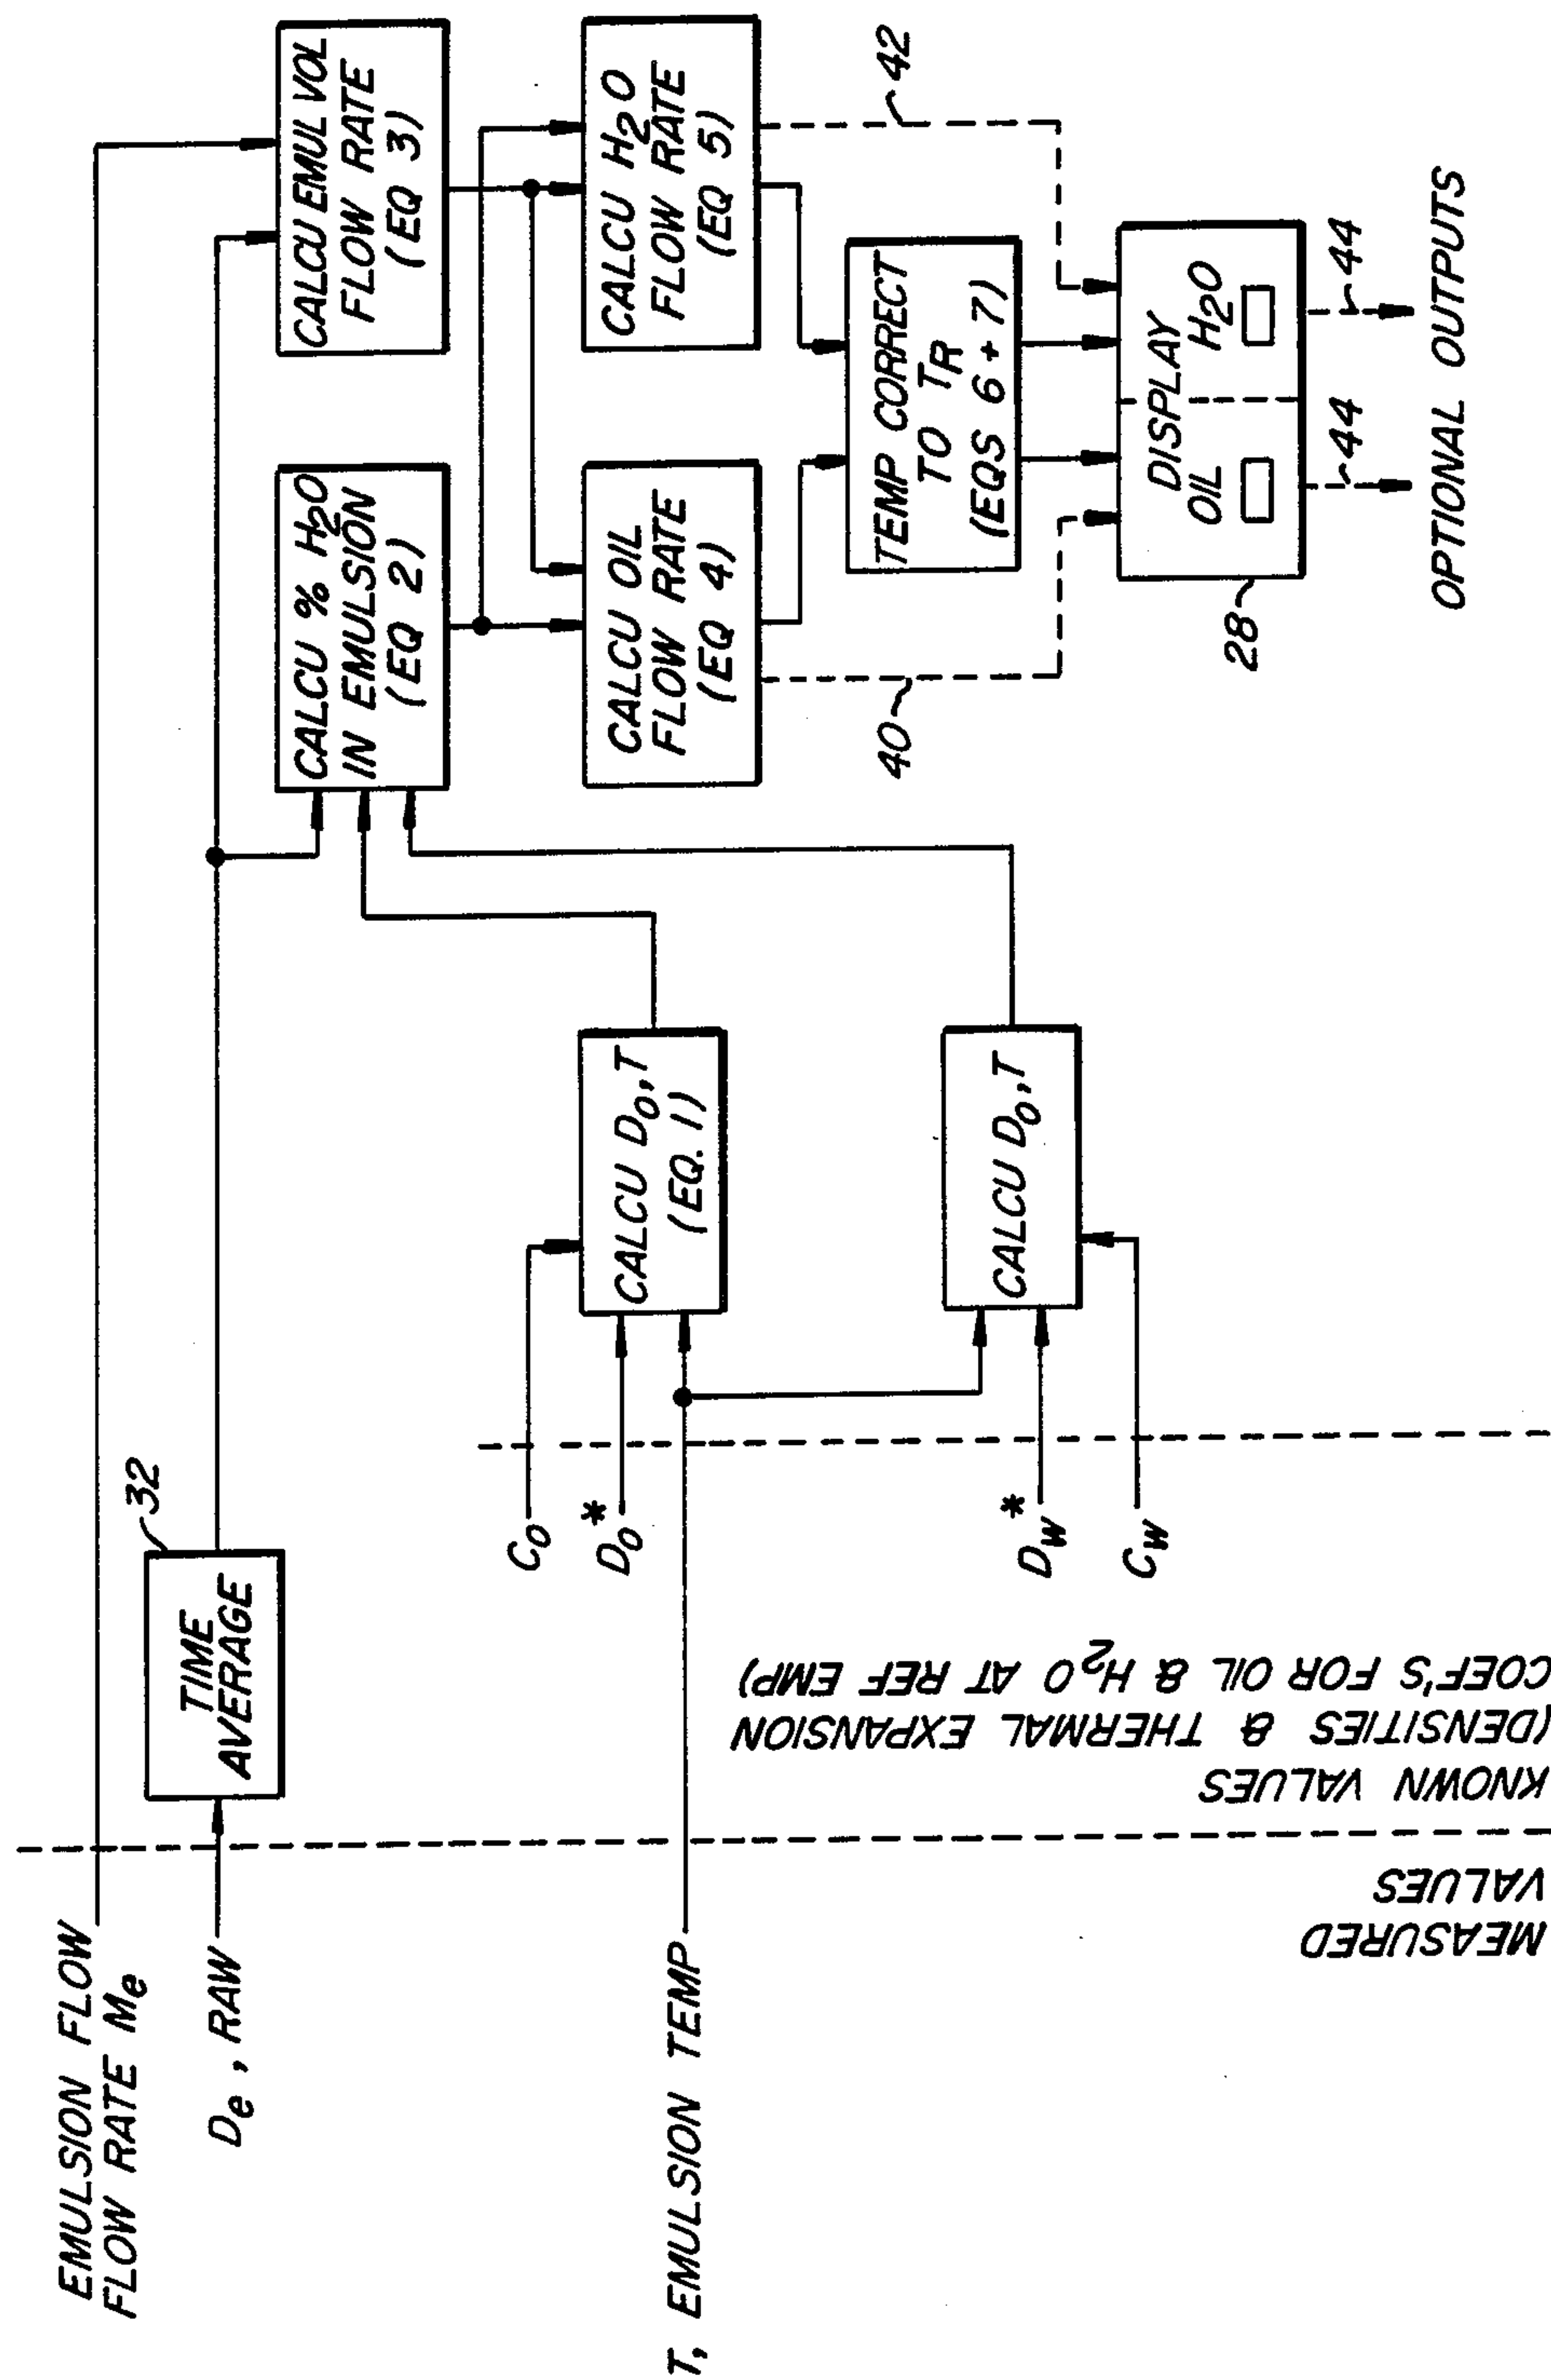 EMULSION FLOW
FLOW RATE Me
De, RAW
T, EMULSION TEMP
MEASURED
VALUES
KNOWN VALUES
(DENSITIES & THERMAL EXPANSION
COEF'S FOR OIL & H2O AT REF EMP)
32
TIME
AVERAGE
Co
Do*
Dw*
Cw
CALCU Do,T
(EQ. 1)
CALCU Do,T
CALCU % H2O
IN EMULSION
(EQ 2)
CALCU EMUL VOL
FLOW RATE
(EQ 3)
CALCU OIL
FLOW RATE
(EQ 4)
CALCU H2O
FLOW RATE
(EQ 5)
40
42
TEMP CORRECT
TO TR
(EQS 6+7)
DISPLAY
OIL H2O
28
44
44
OPTIONAL OUTPUTS